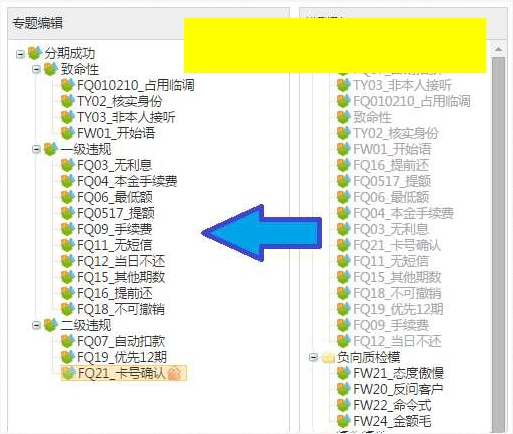 专题编辑
分期成功
致命性
FQ010210_占用临调
TY02_核实身份
TY03_非本人接听
FW01_开始语
一级违规
FQ03_无利息
FQ04_本金手续费
FQ06_最低额
FQ0517_提额
FQ09_手续费
FQ11_无短信
FQ12_当日不还
FQ15_其他期数
FQ16_提前还
FQ18_不可撤销
二级违规
FQ07_自动扣款
FQ19_优先12期
FQ21_卡号确认
TY03_非本人接听
FQ010210_占用临调
致命性
TY02_核实身份
FW01_开始语
FQ16_提前还
FQ0517_提额
FQ06_最低额
FQ04_本金手续费
FQ03_无利息
FQ21_卡号确认
FQ11_无短信
FQ15_其他期数
FQ18_不可撤销
FQ19_优先12期
FQ09_手续费
FQ12_当日不还
负向质检模
FW21_态度傲慢
FW20_反问客户
FW22_命令式
FW24_金额毛